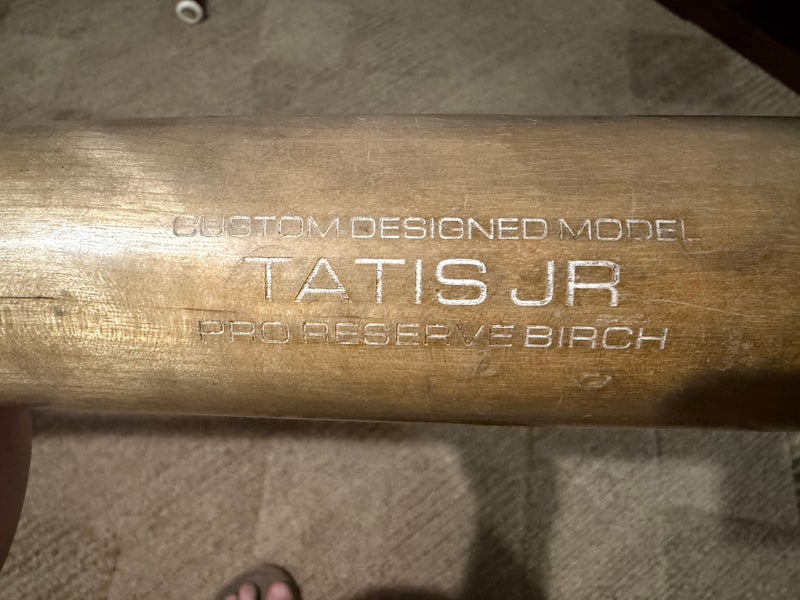 CUSTOM DESIGNED MODEL
TATIS JR
PRO RESERVE BIRCH